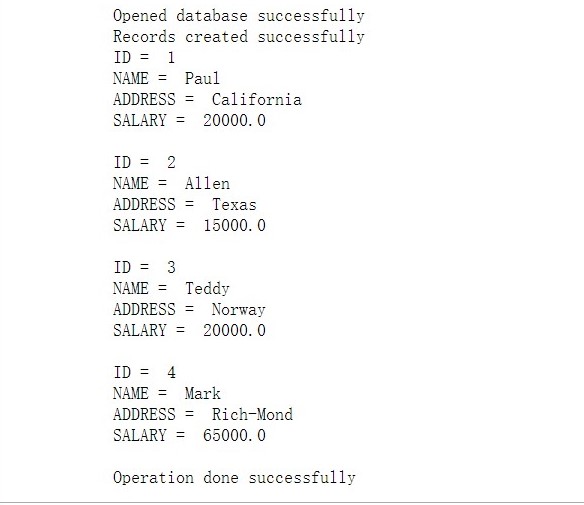 Opened database successfully
Records created successfully
ID =  1
NAME =  Paul
ADDRESS =  California
SALARY =  20000.0
ID =  2
NAME =  Allen
ADDRESS =  Texas
SALARY =  15000.0
ID =  3
NAME =  Teddy
ADDRESS =  Norway
SALARY =  20000.0
ID =  4
NAME =  Mark
ADDRESS =  Rich-Mond
SALARY =  65000.0
Operation done successfully